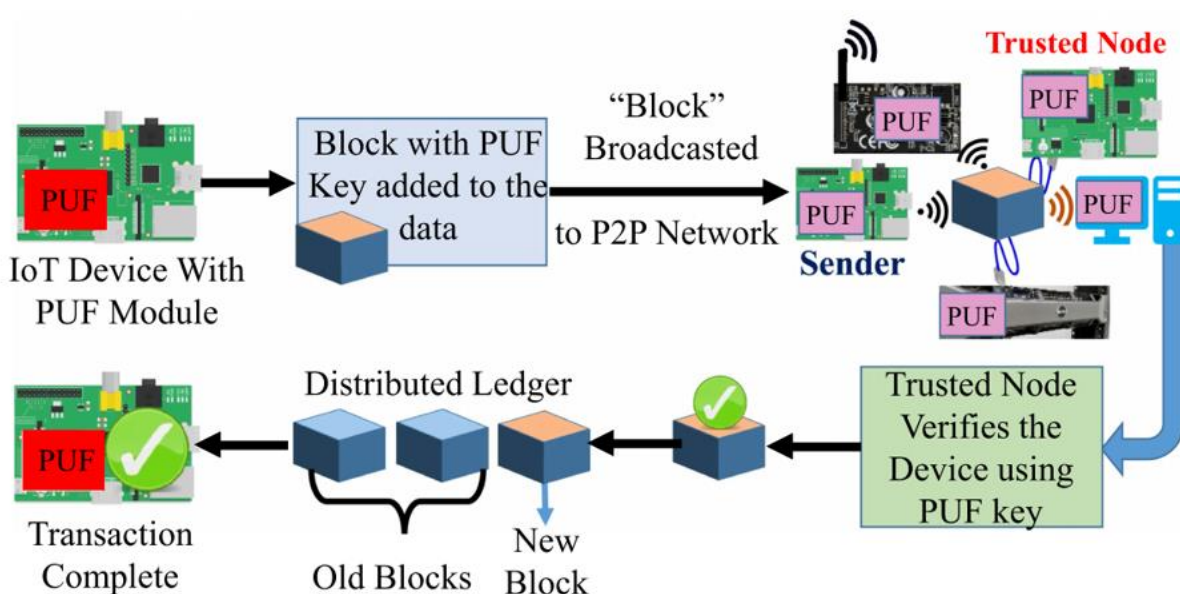 Trusted Node
PUF
PUF
"Block"
Broadcasted
to P2P Network
Block with PUF
Key added to the
data
PUF
IoT Device With
PUF Module
PUF
Sender
PUF
PUF
Distributed Ledger
Trusted Node
Verifies the
Device using
PUF key
PUF
Transaction
Complete
Old Blocks
New
Block